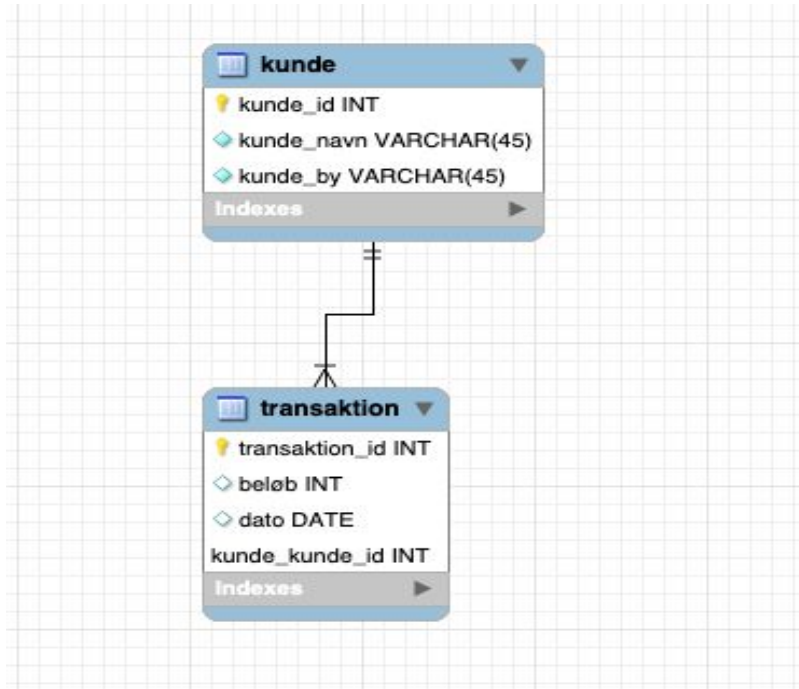 kunde
kunde_id INT
kunde_navn VARCHAR(45)
kunde_by VARCHAR(45)
Indexes
transaktion
transaktion_id INT
beløb INT
dato DATE
kunde_kunde_id INT
Indexes